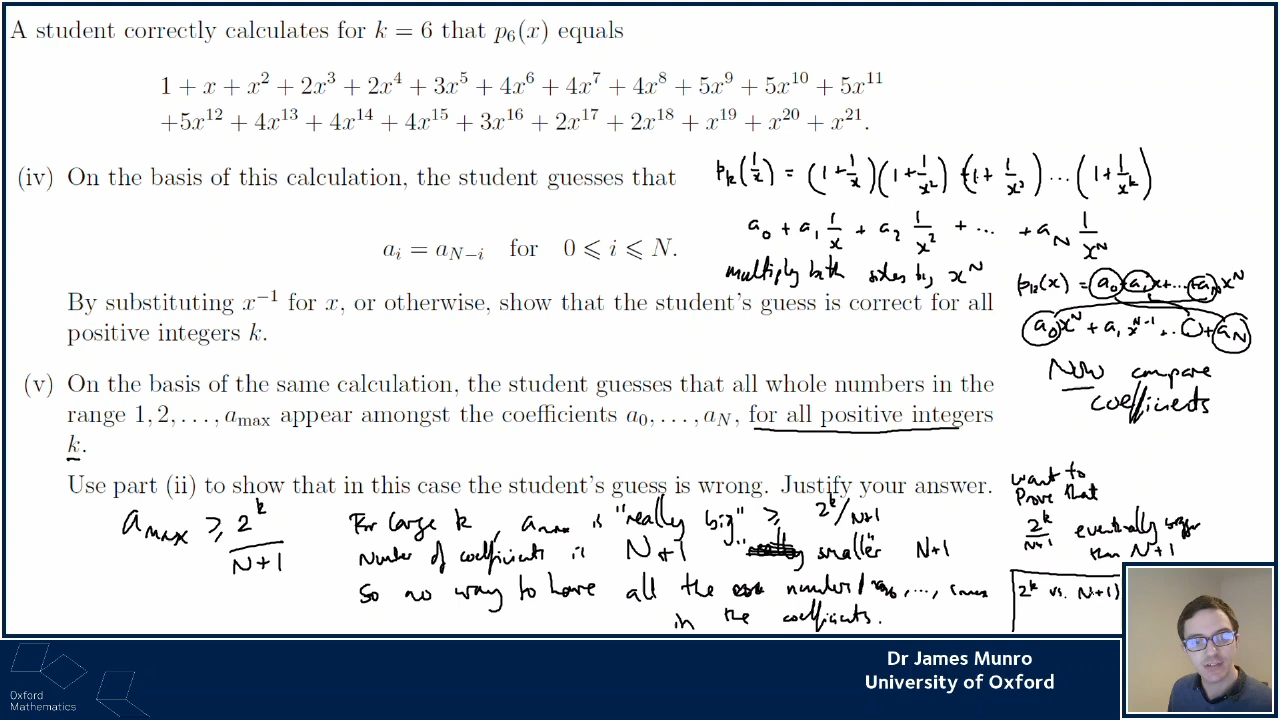 A student correctly calculates for k = 6 that p₆(x) equals
1 + x + x² + 2x³ + 2x⁴ + 3x⁵ + 4x⁶ + 4x⁷ + 4x⁸ + 5x⁹ + 5x¹⁰ + 5x¹¹
+5x¹² + 4x¹³ + 4x¹⁴ + 4x¹⁵ + 3x¹⁶ + 2x¹⁷ + 2x¹⁸ + x¹⁹ + x²⁰ + x²¹.
(iv) On the basis of this calculation, the student guesses that
aᵢ = a_{N−i} for 0 ⩽ i ⩽ N.
By substituting x⁻¹ for x, or otherwise, show that the student's guess is correct for all
positive integers k.
p_k(1/x) = (1+1/x)(1+1/x²)(1+1/x³)...(1+1/x^k)
a₀ + a₁ 1/x + a₂ 1/x² + ... + a_N 1/x^N
multiply both sides by x^N
p_k(x) = a₀+a₁x+...+a_N x^N
a₀x^N + a₁x^{N-1} + ... + a_N
Now compare
coefficients
(v) On the basis of the same calculation, the student guesses that all whole numbers in the
range 1, 2, . . . , a_max appear amongst the coefficients a₀, . . . , a_N, for all positive integers
k.
Use part (ii) to show that in this case the student's guess is wrong. Justify your answer.
a_max ⩾ 2^k/N+1
For large k, a_max is "really big" ⩾ 2^k/N+1
Number of coefficients is N+1 "smaller" N+1
So no way to have all the numbers , ..., a_max
in the coefficients.
want to
Prove that
2^k/N+1 eventually bigger
than N+1
2^k vs. (N+1)
Dr James Munro
University of Oxford
Oxford
Mathematics